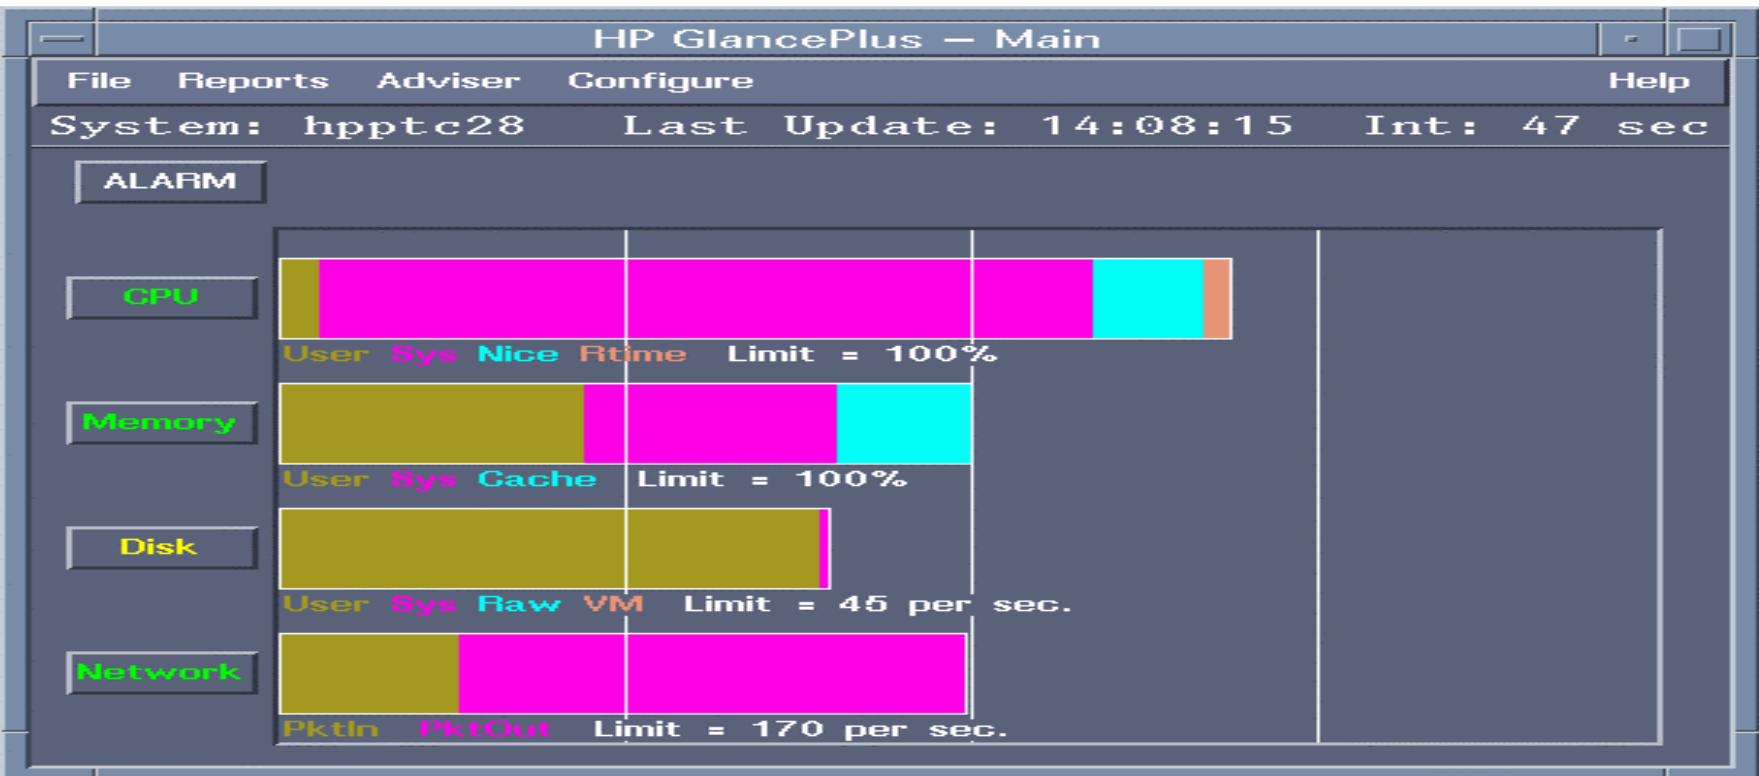 HP GlancePlus — Main
File Reports Adviser Configure Help
System: hpptc28 Last Update: 14:08:15 Int: 47 sec
ALARM
CPU
User Sys Nice Rtime Limit = 100%
Memory
User Sys Cache Limit = 100%
Disk
User Sys Raw VM Limit = 45 per sec.
Network
PktIn PktOut Limit = 170 per sec.